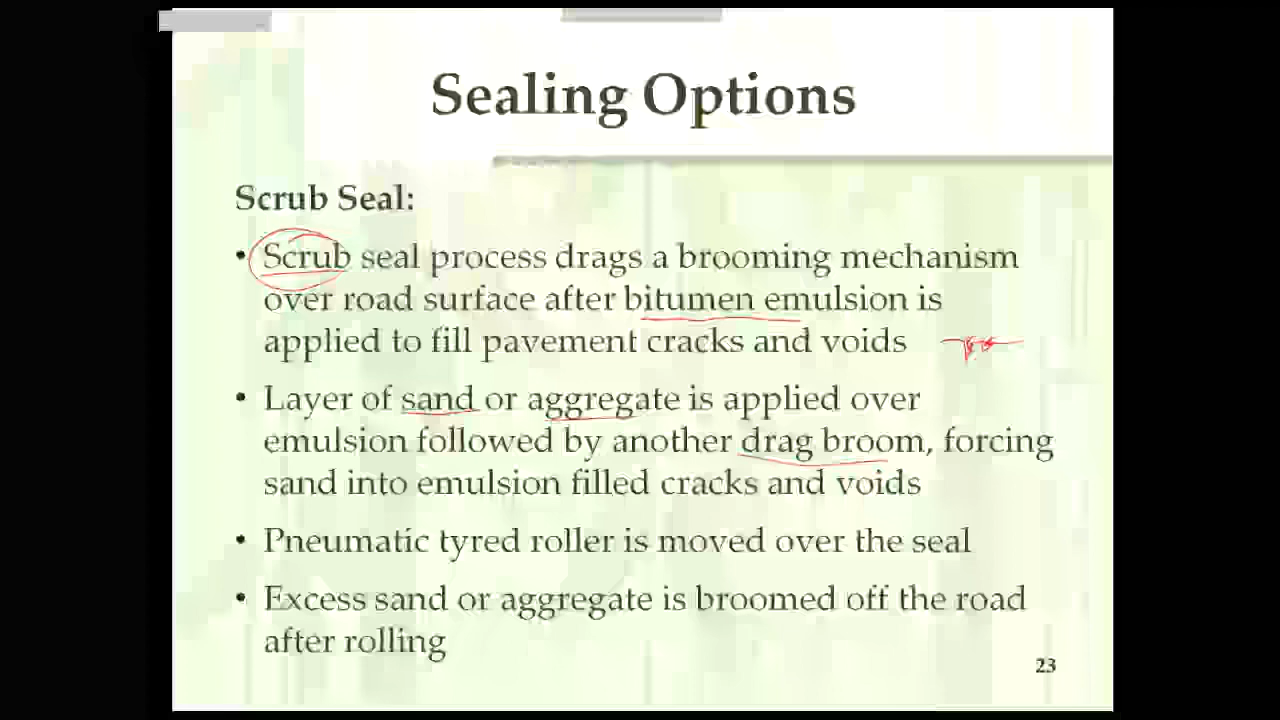 Sealing Options
Scrub Seal:
• Scrub seal process drags a brooming mechanism
over road surface after bitumen emulsion is
applied to fill pavement cracks and voids
• Layer of sand or aggregate is applied over
emulsion followed by another drag broom, forcing
sand into emulsion filled cracks and voids
• Pneumatic tyred roller is moved over the seal
• Excess sand or aggregate is broomed off the road
after rolling
23